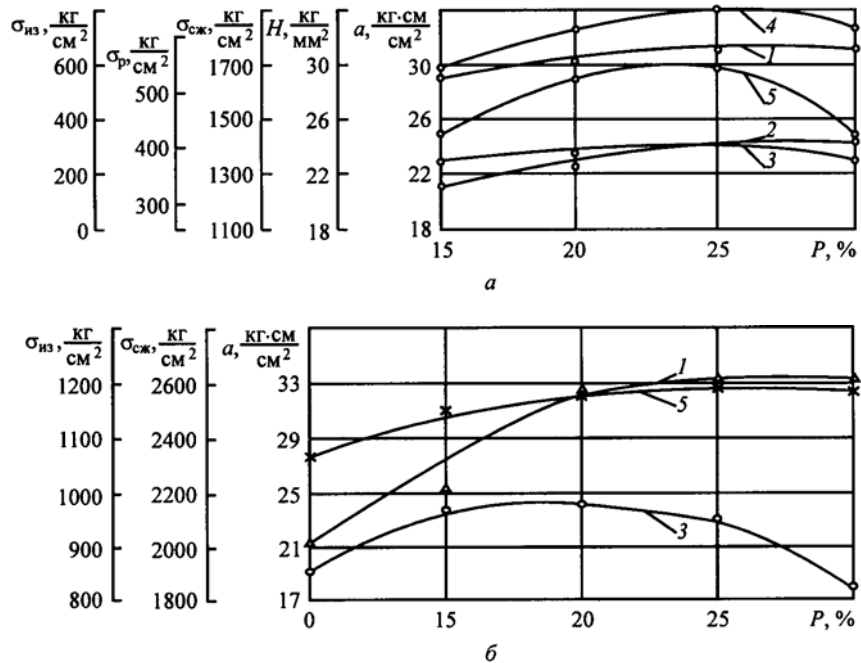 σиз, кг/см² σр, кг/см² σсж, кг/см² H, кг/мм² a, кг·см/см²
4
600 1700 30 30 1
500 5
400 1500 26 26
400 2
200 1300 22 22 3
300
0 1100 18 18
15 20 25 P, %
а
σиз, кг/см² σсж, кг/см² a, кг·см/см²
1200 2600 33 1
5
1100 2400 29
1000 2200 25
900 2000 21 3
800 1800 17
0 15 20 25 P, %
б